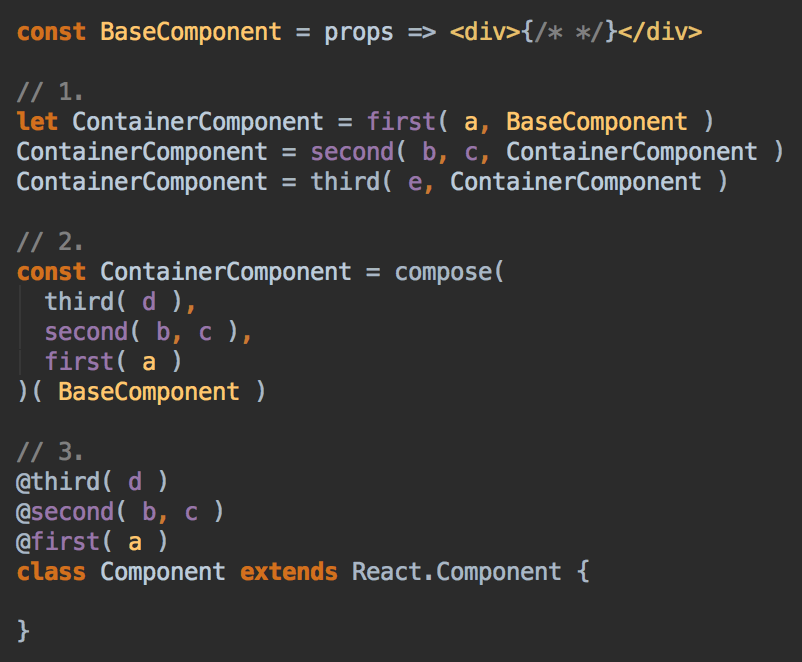 const BaseComponent = props => <div>{/* */}</div>
// 1.
let ContainerComponent = first( a, BaseComponent )
ContainerComponent = second( b, c, ContainerComponent )
ContainerComponent = third( e, ContainerComponent )
// 2.
const ContainerComponent = compose(
third( d ),
second( b, c ),
first( a )
)( BaseComponent )
// 3.
@third( d )
@second( b, c )
@first( a )
class Component extends React.Component {
}